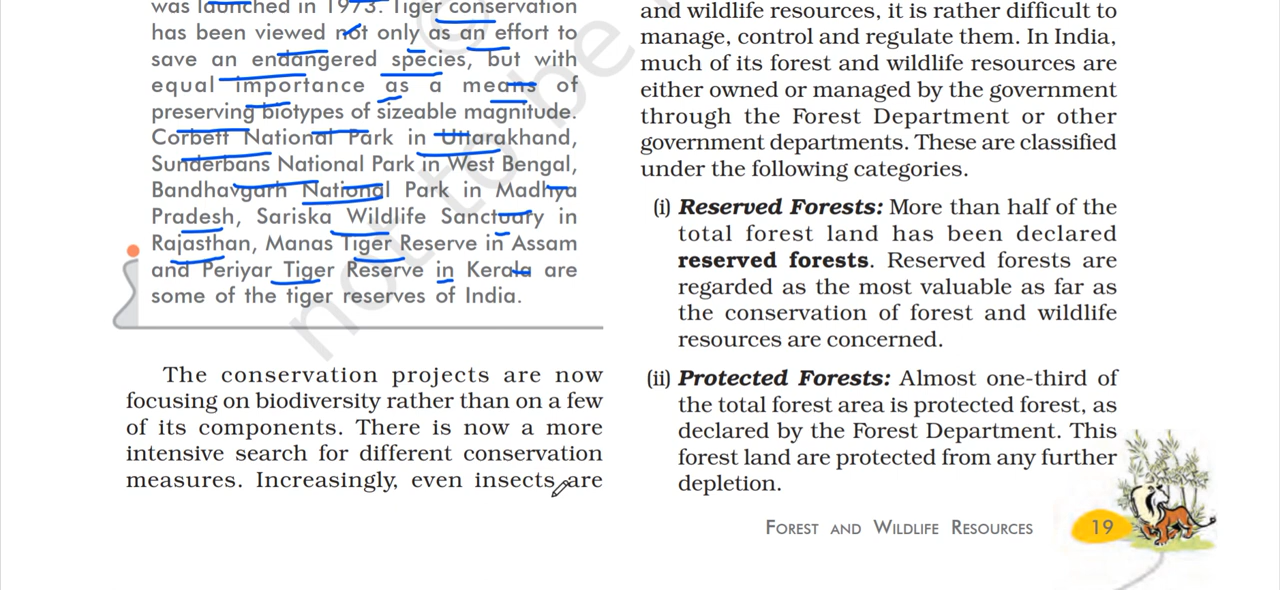 was launched in 1973. Tiger conservation
has been viewed not only as an effort to
save an endangered species, but with
equal importance as a means of
preserving biotypes of sizeable magnitude.
Corbett National Park in Uttarakhand,
Sunderbans National Park in West Bengal,
Bandhavgarh National Park in Madhya
Pradesh, Sariska Wildlife Sanctuary in
Rajasthan, Manas Tiger Reserve in Assam
and Periyar Tiger Reserve in Kerala are
some of the tiger reserves of India.
The conservation projects are now
focusing on biodiversity rather than on a few
of its components. There is now a more
intensive search for different conservation
measures. Increasingly, even insects are
and wildlife resources, it is rather difficult to
manage, control and regulate them. In India,
much of its forest and wildlife resources are
either owned or managed by the government
through the Forest Department or other
government departments. These are classified
under the following categories.
(i) Reserved Forests: More than half of the
total forest land has been declared
reserved forests. Reserved forests are
regarded as the most valuable as far as
the conservation of forest and wildlife
resources are concerned.
(ii) Protected Forests: Almost one-third of
the total forest area is protected forest, as
declared by the Forest Department. This
forest land are protected from any further
depletion.
FOREST AND WILDLIFE RESOURCES 19
not to be